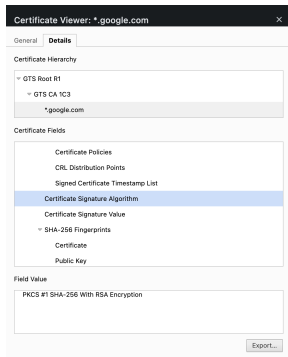 Certificate Viewer: *.google.com
General Details
Certificate Hierarchy
GTS Root R1
GTS CA 1C3
*.google.com
Certificate Fields
Certificate Policies
CRL Distribution Points
Signed Certificate Timestamp List
Certificate Signature Algorithm
Certificate Signature Value
SHA-256 Fingerprints
Certificate
Public Key
Field Value
PKCS #1 SHA-256 With RSA Encryption
Export...